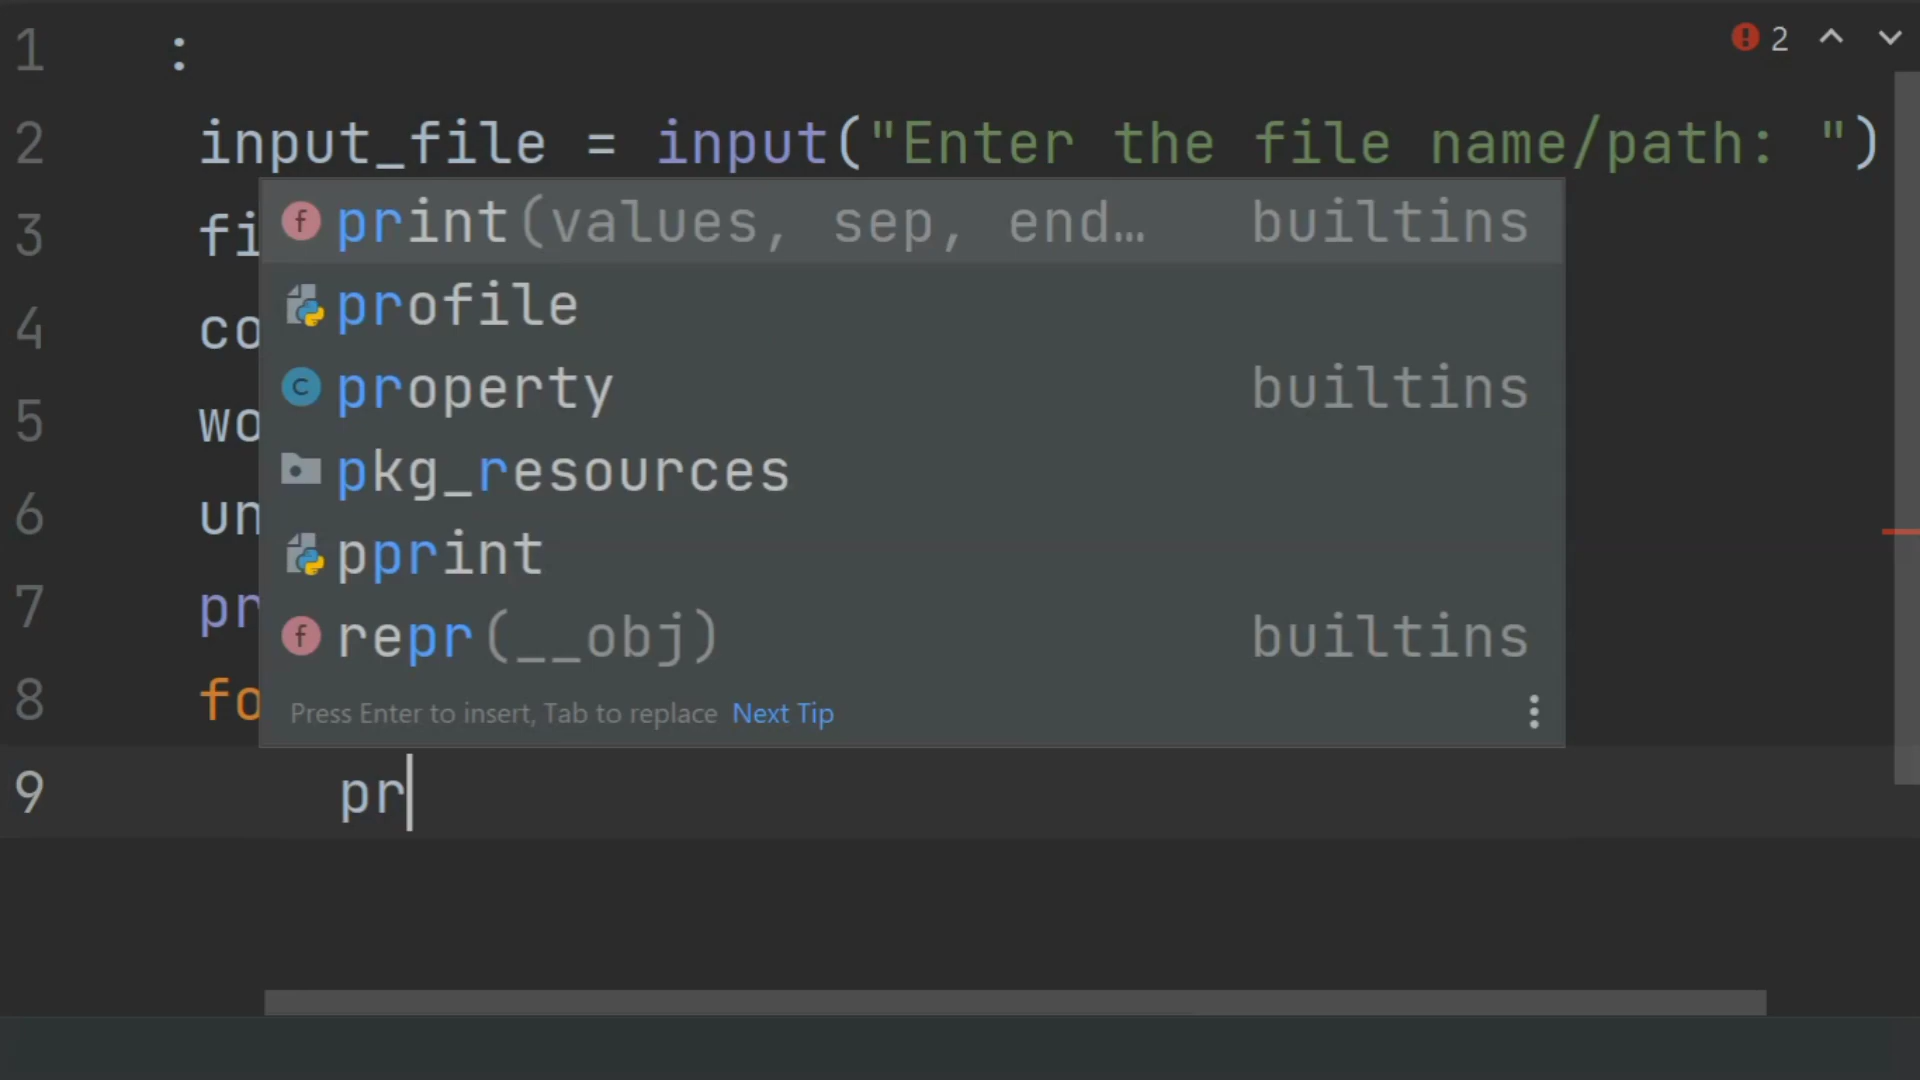 1 :
2
2 input_file = input("Enter the file name/path: ")
3 fi
print(values, sep, end… builtins
profile
4 co
property builtins
5 wo
pkg_resources
6 un
pprint
7 pr
repr(__obj) builtins
8 fo
Press Enter to insert, Tab to replace Next Tip
9 pr